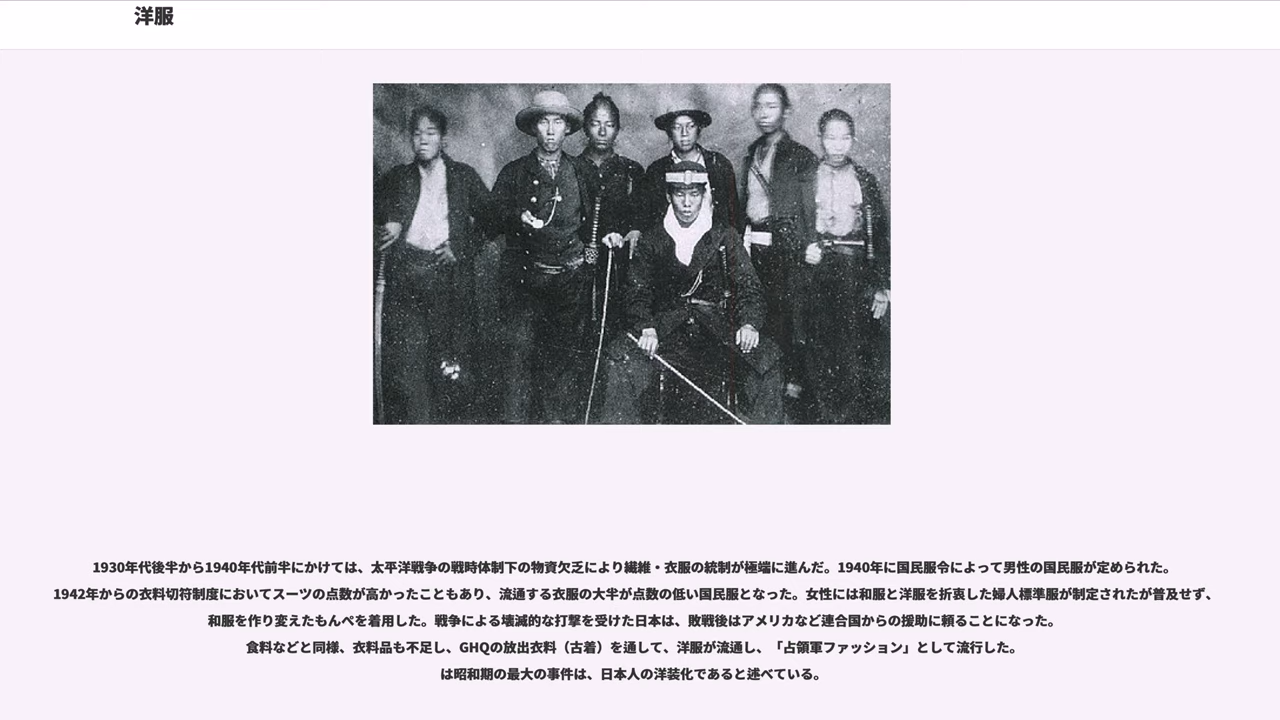 洋服
1930年代後半から1940年代前半にかけては、太平洋戦争の戦時体制下の物資欠乏により繊維・衣服の統制が極端に進んだ。1940年に国民服令によって男性の国民服が定められた。
1942年からの衣料切符制度においてスーツの点数が高かったこともあり、流通する衣服の大半が点数の低い国民服となった。女性には和服と洋服を折衷した婦人標準服が制定されたが普及せず、
和服を作り変えたもんぺを着用した。戦争による壊滅的な打撃を受けた日本は、敗戦後はアメリカなど連合国からの援助に頼ることになった。
食料などと同様、衣料品も不足し、GHQの放出衣料（古着）を通して、洋服が流通し、「占領軍ファッション」として流行した。
は昭和期の最大の事件は、日本人の洋装化であると述べている。